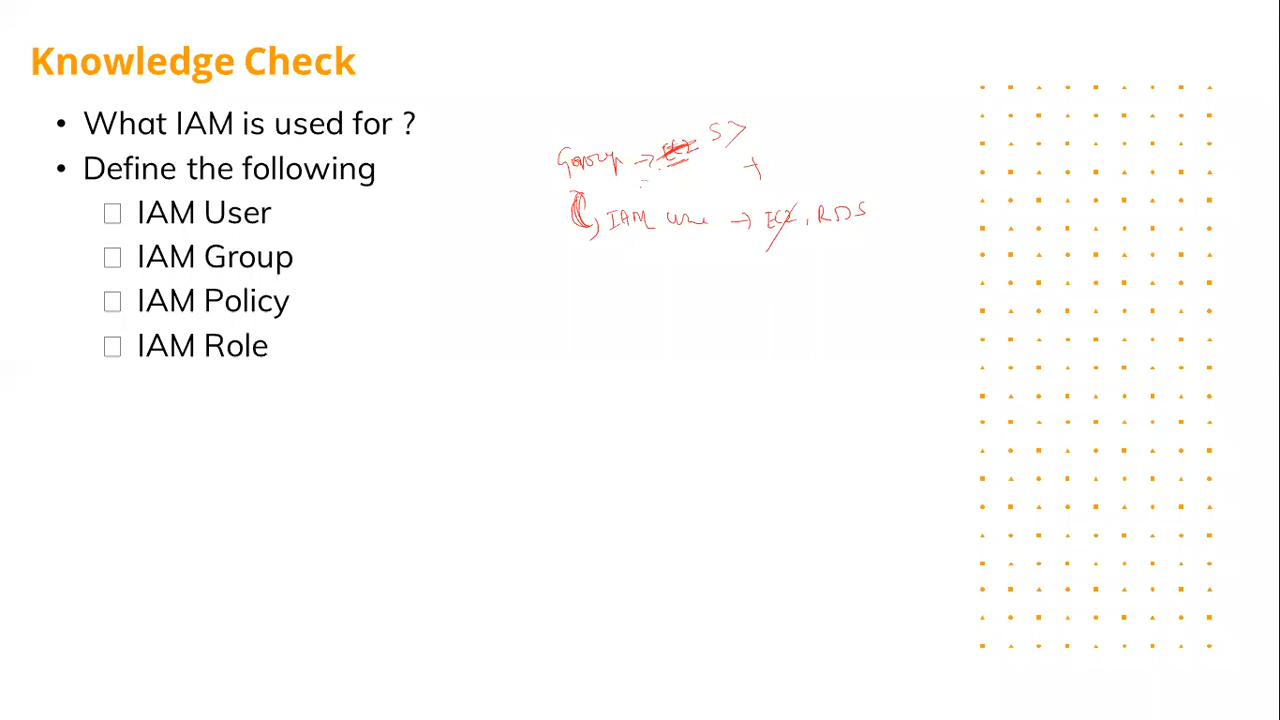 Knowledge Check
• What IAM is used for ?
• Define the following
□ IAM User
□ IAM Group
□ IAM Policy
□ IAM Role
Group → EC2 S3
+
IAM User → EC2, RDS